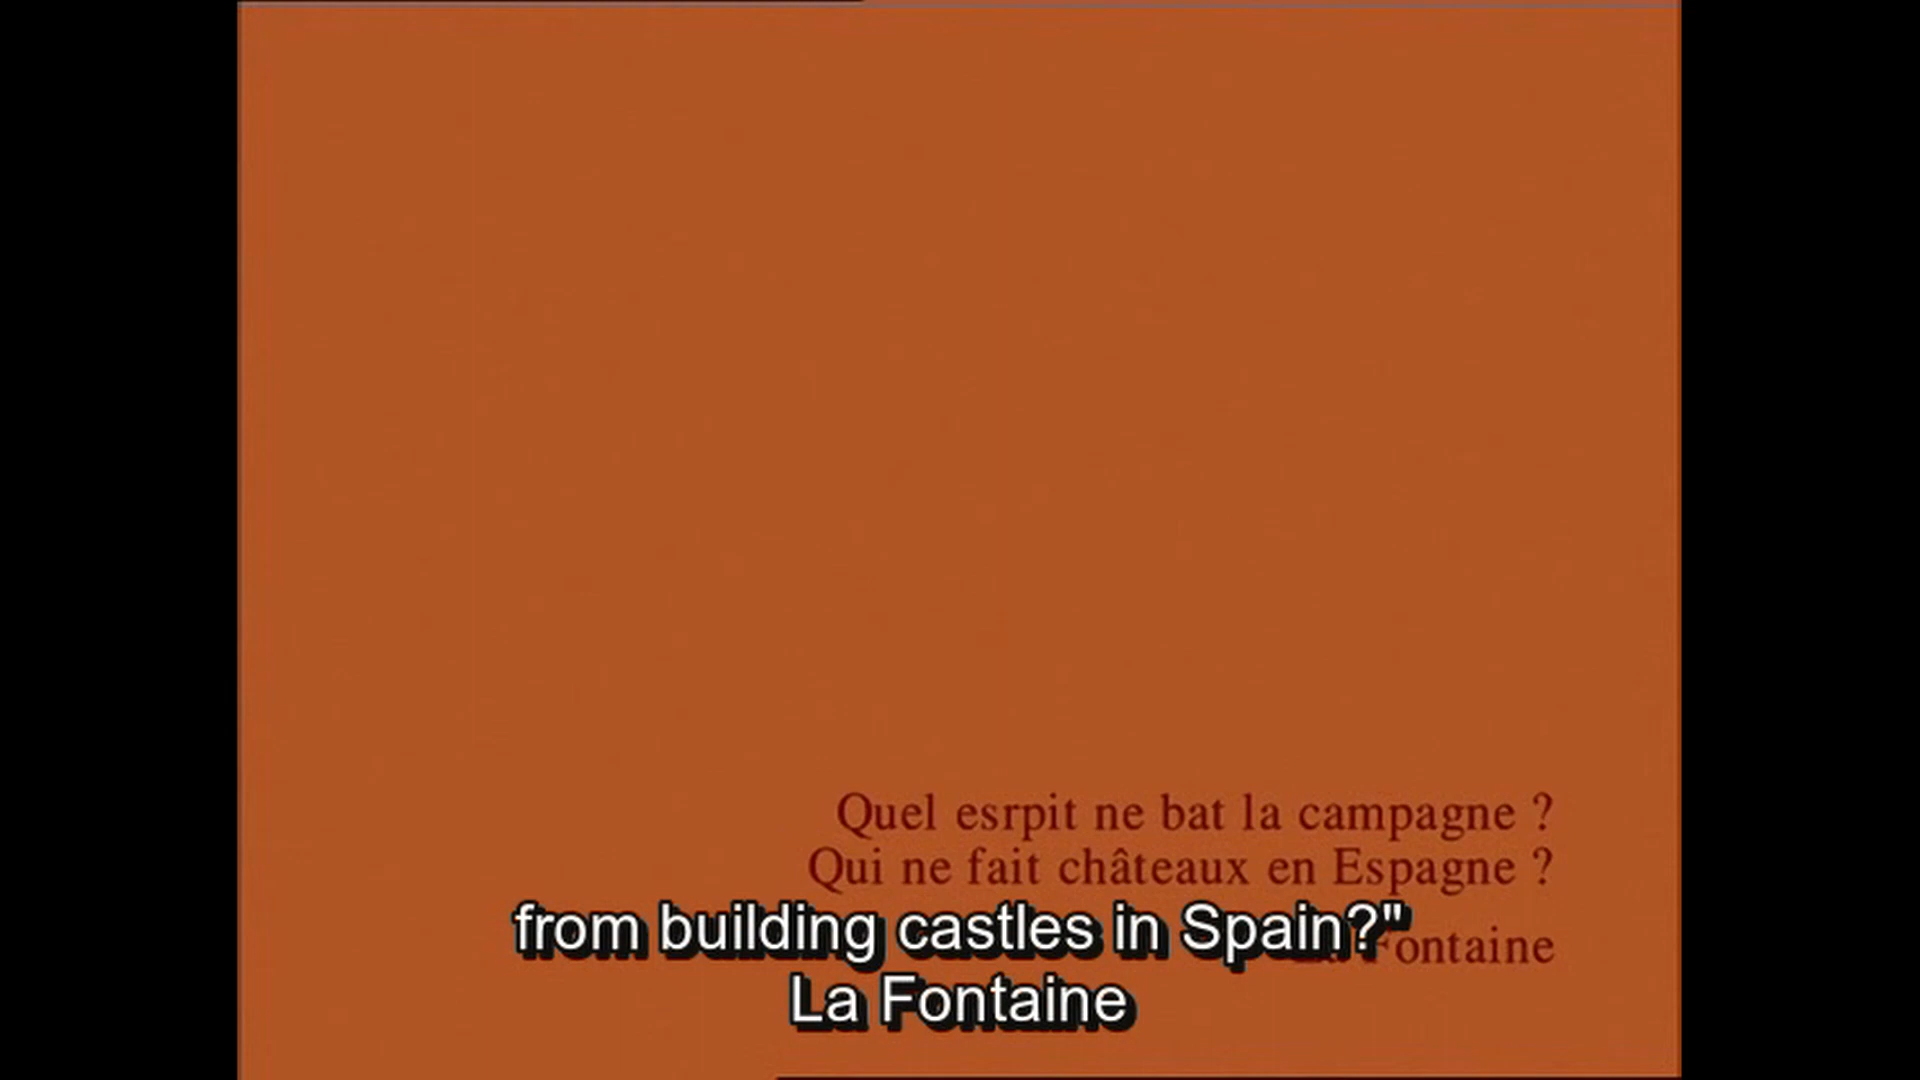 Quel esrpit ne bat la campagne ?
Qui ne fait châteaux en Espagne ?
Fontaine
from building castles in Spain?"
La Fontaine